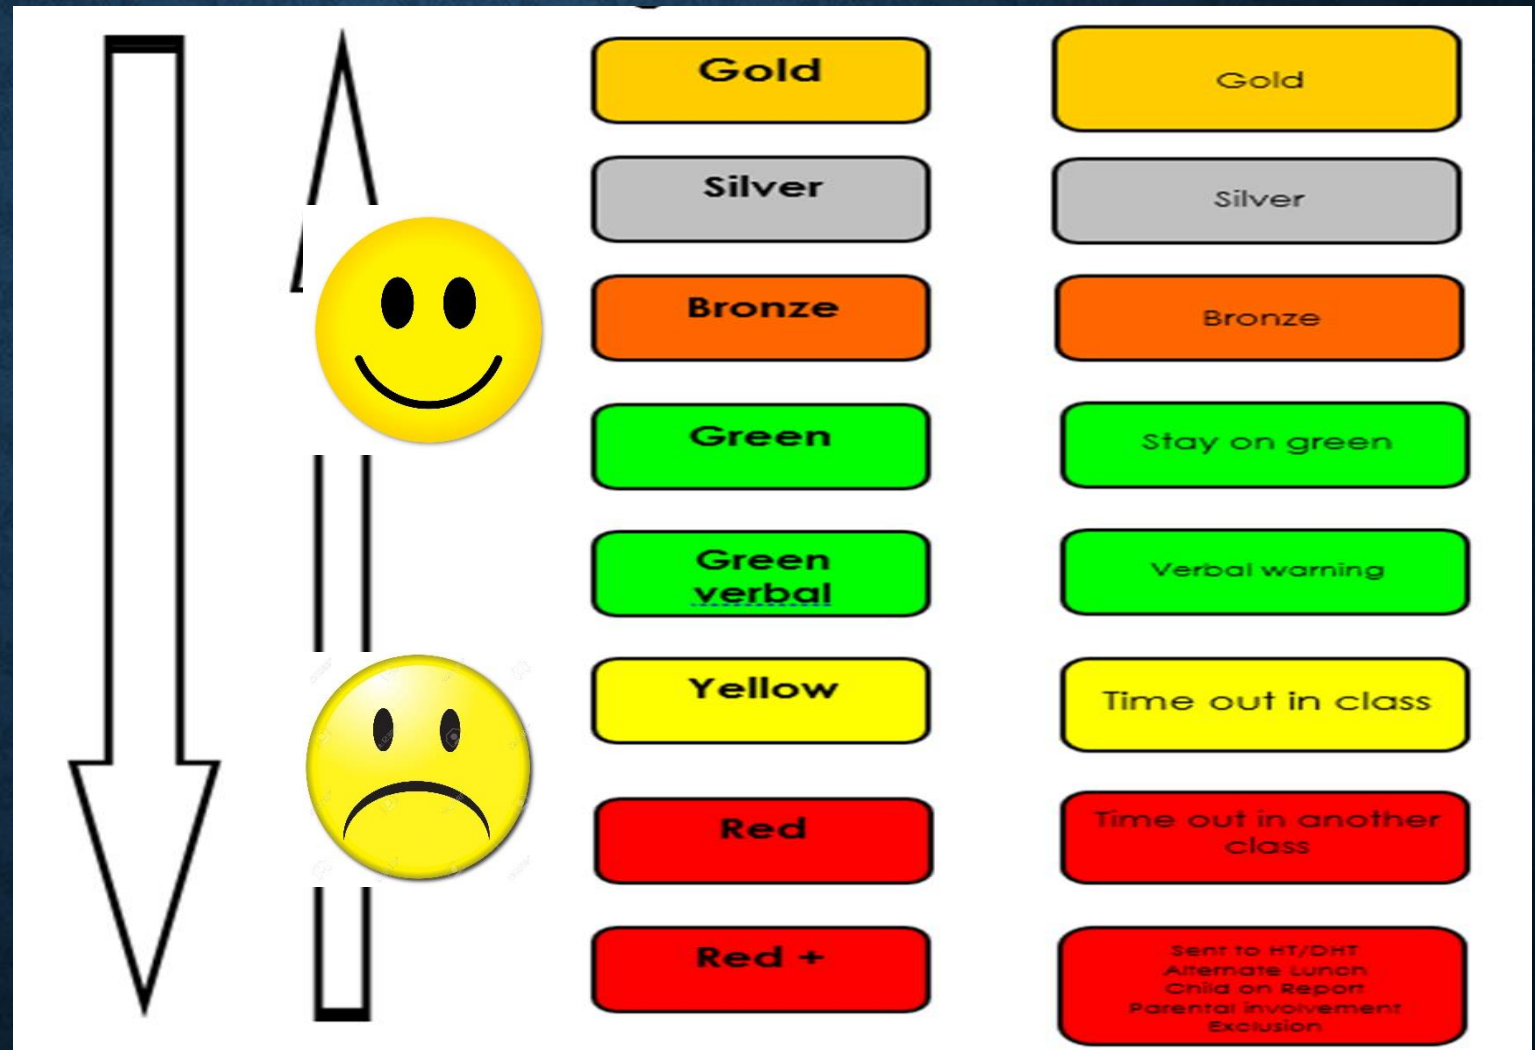 Gold
Gold
Silver
Silver
Bronze
Bronze
Green
Stay on green
Green
verbal
Verbal warning
Yellow
Time out in class
Red
Time out in another
class
Red +
Sent to HT/DHT
Alternate Lunch
Child on Report
Parental involvement
Exclusion